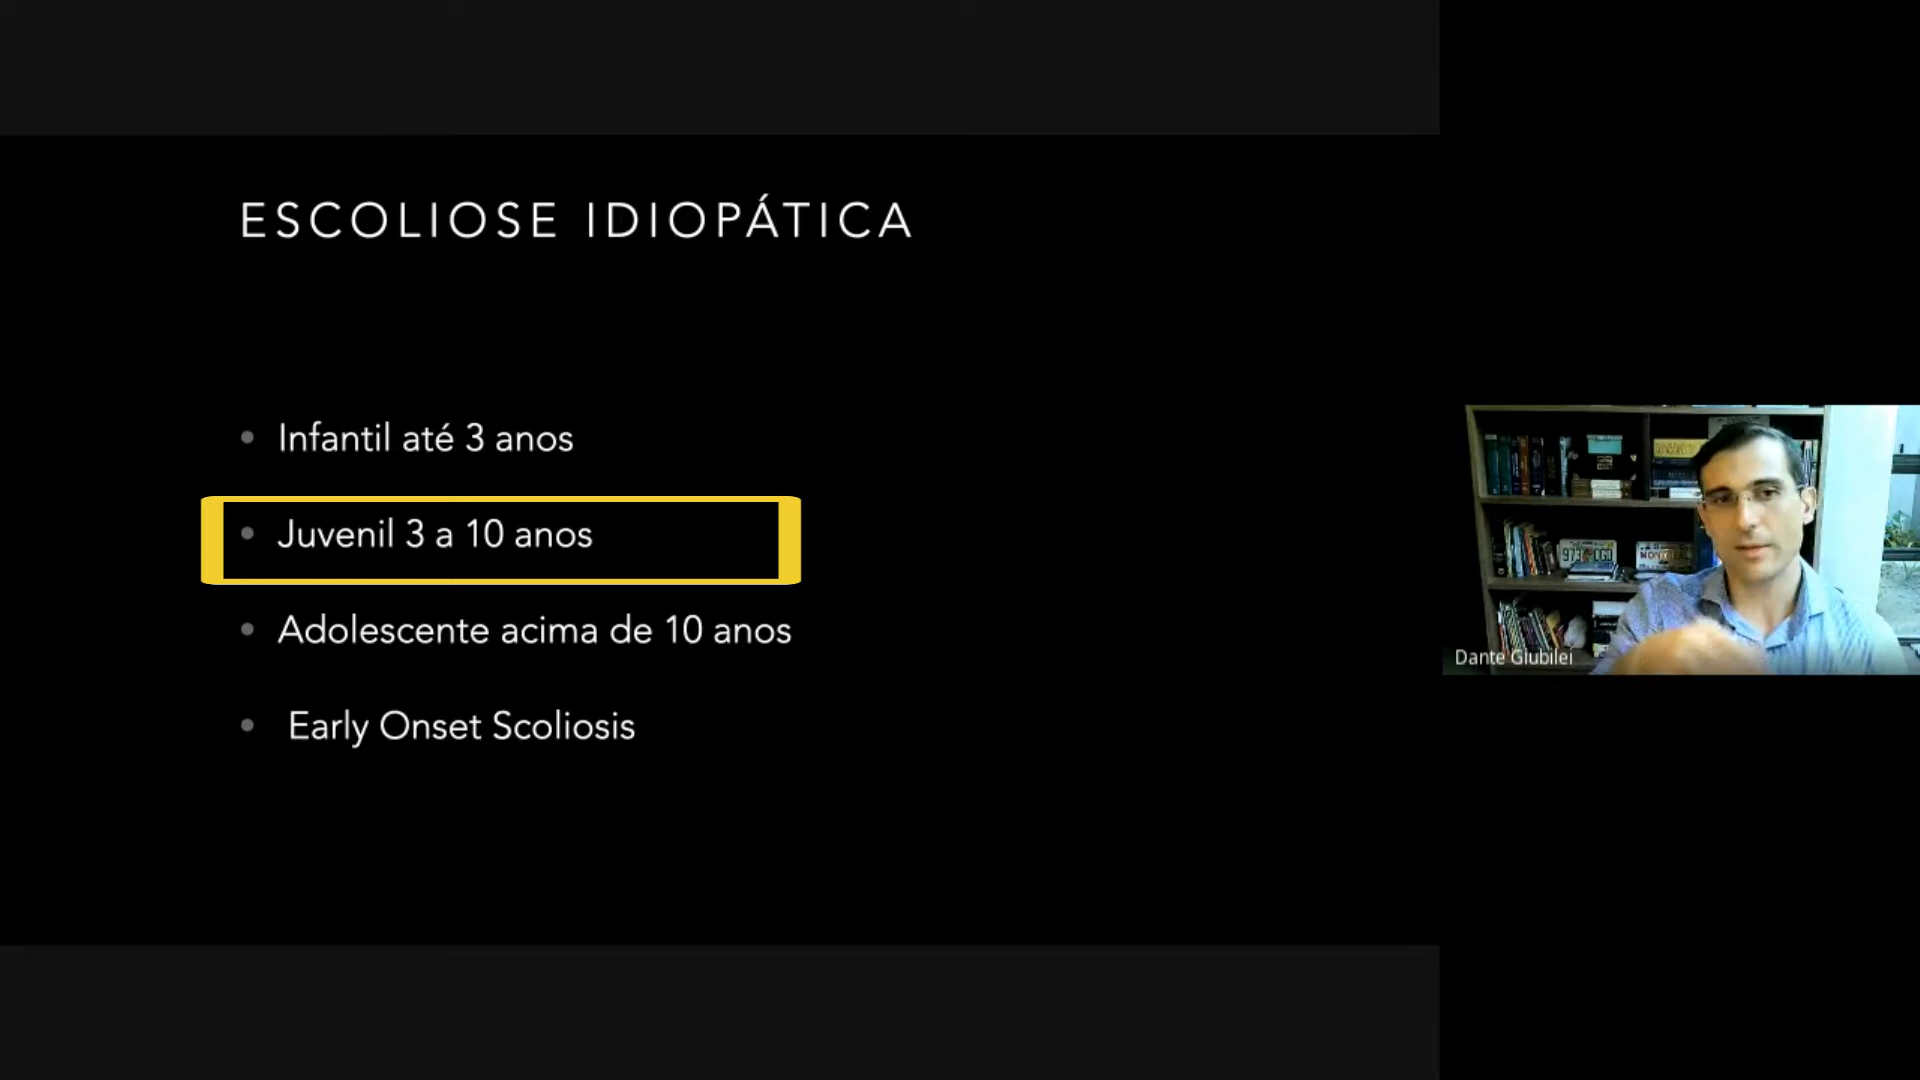 ESCOLIOSE IDIOPÁTICA
Infantil até 3 anos
Juvenil 3 a 10 anos
Adolescente acima de 10 anos
Early Onset Scoliosis
Dante Giubilei